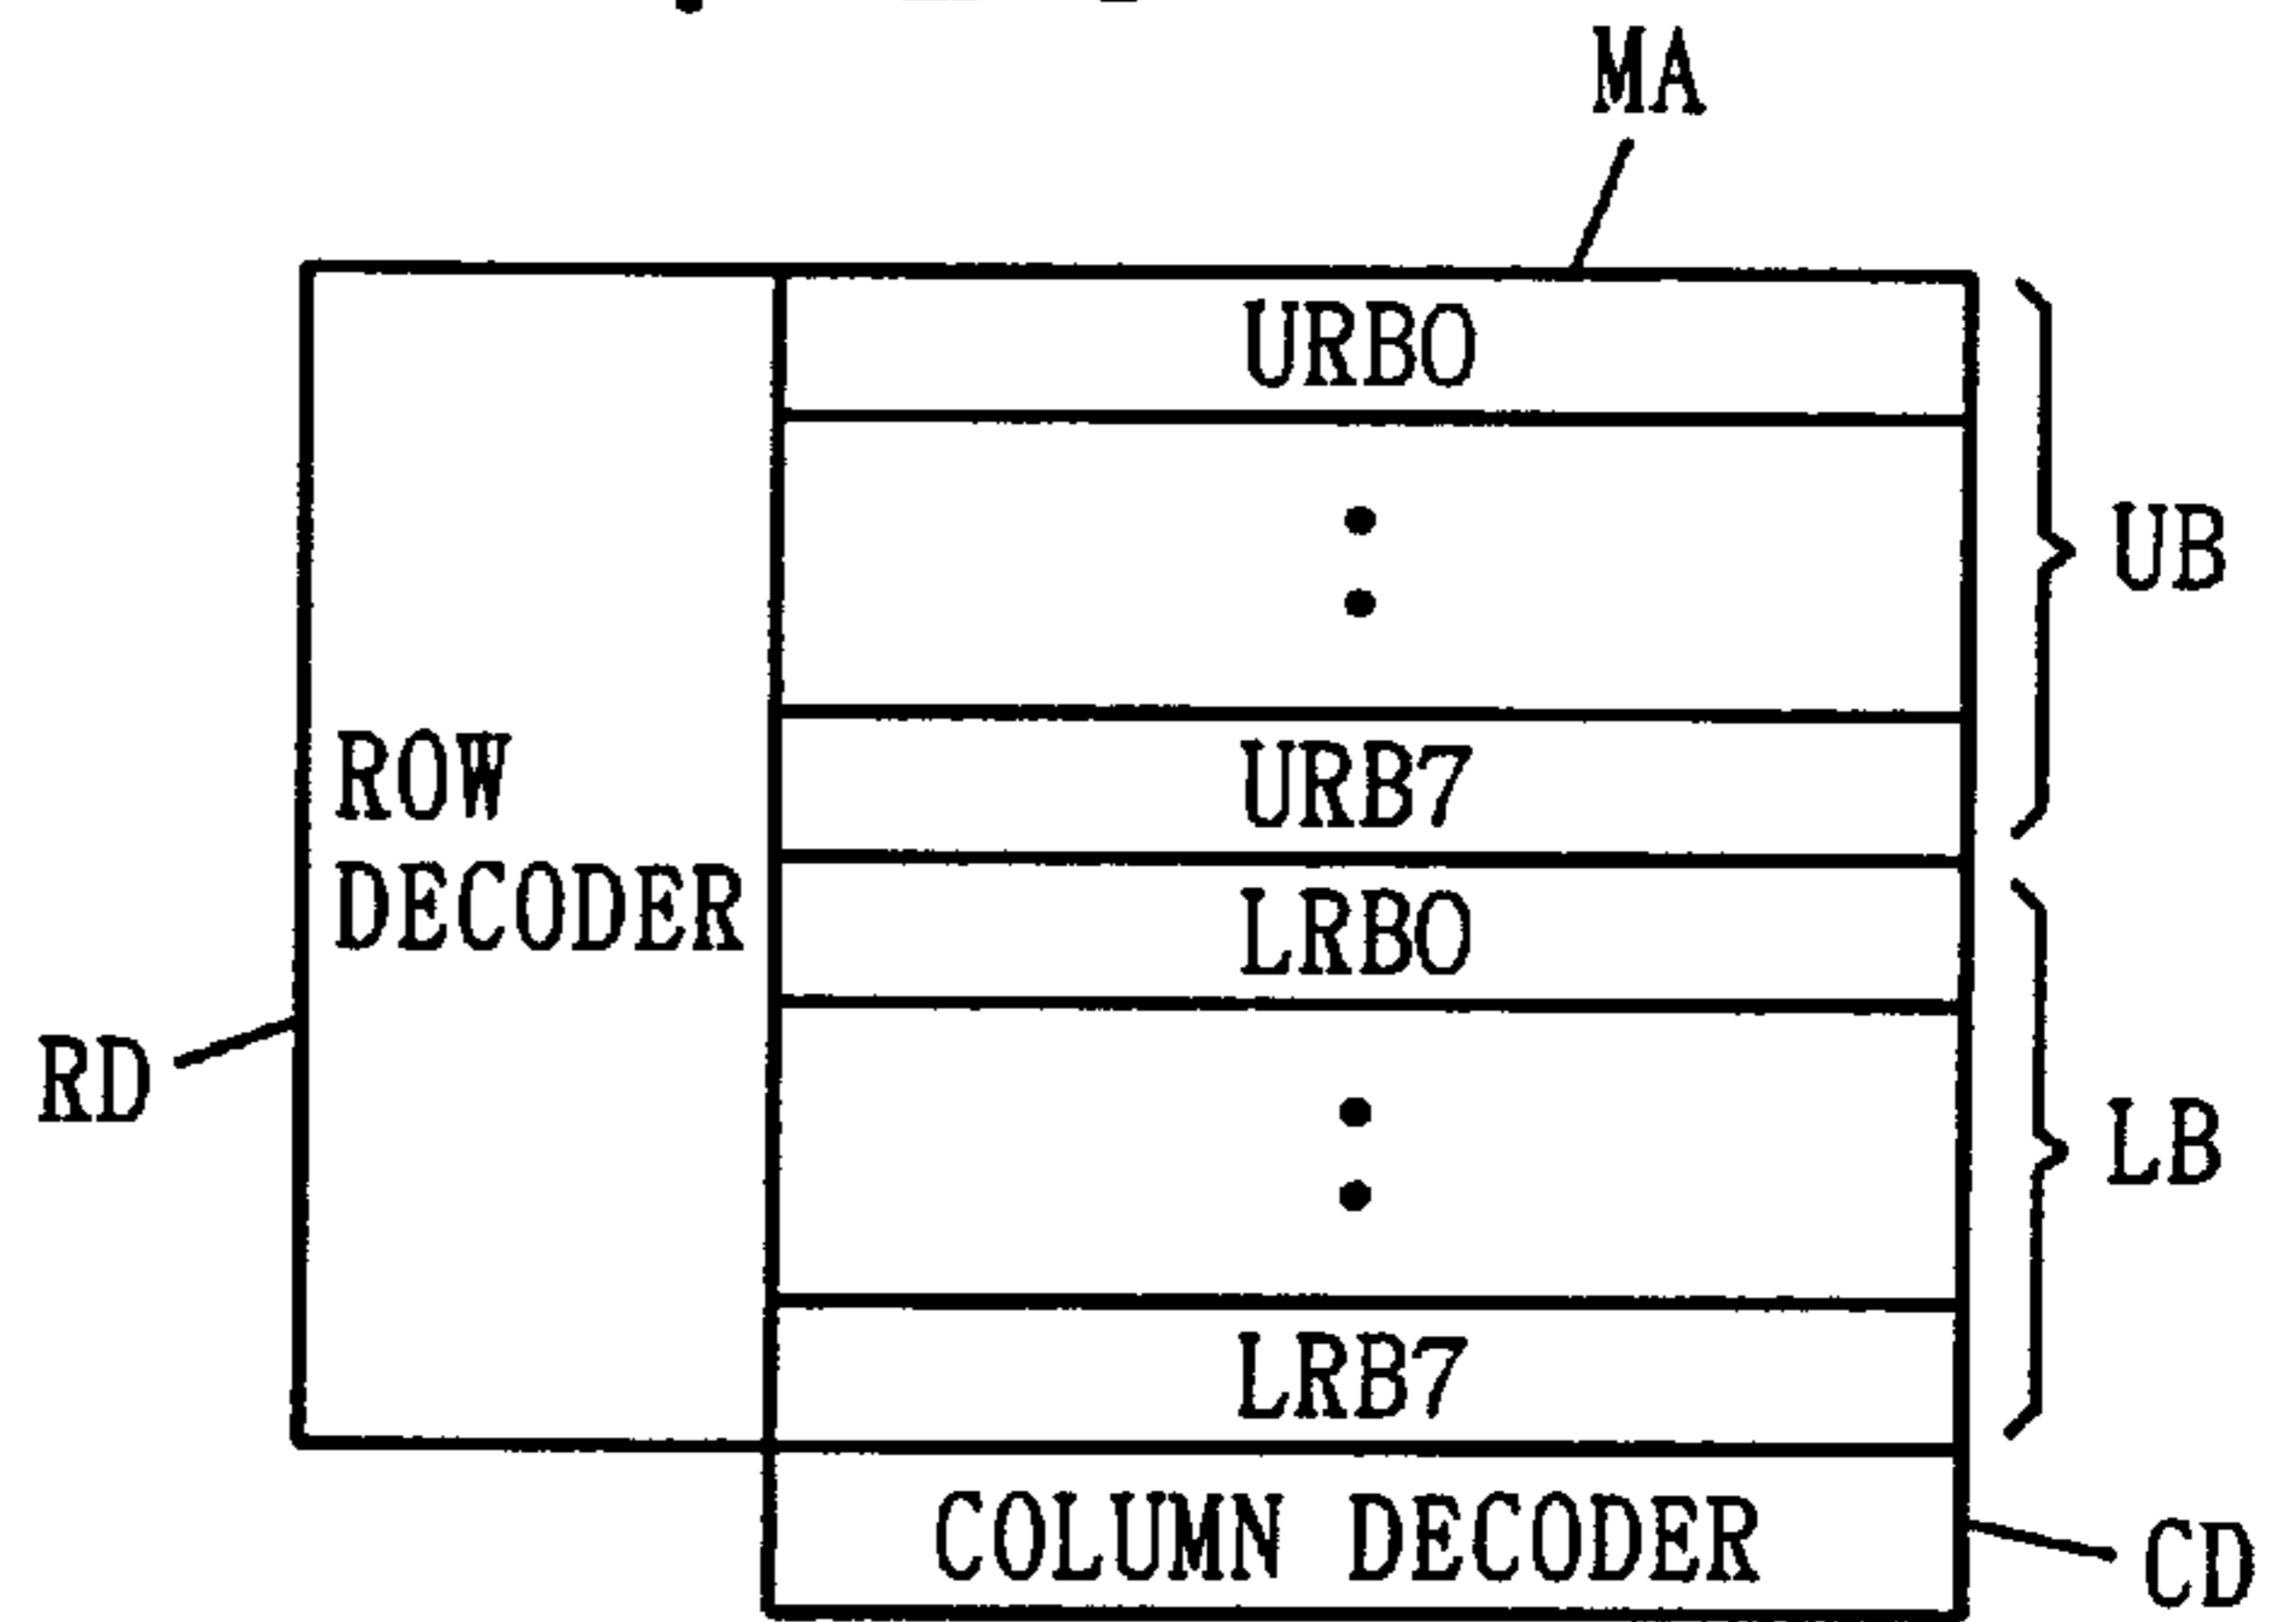 MA
URB0
UB
URB7
ROW
DECODER
LRB0
RD
LB
LRB7
COLUMN DECODER
CD